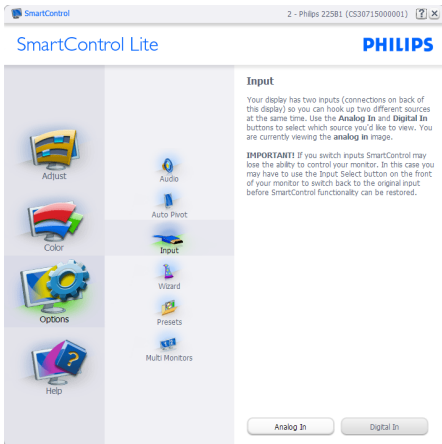 SmartControl
2 - Philips 225B1 (CS30715000001)
SmartControl Lite
PHILIPS
Adjust
Color
Options
Help
Audio
Auto Pivot
Input
Wizard
Presets
Multi Monitors
Input
Your display has two inputs (connections on back of
this display) so you can hook up two different sources
at the same time. Use the Analog In and Digital In
buttons to select which source you'd like to view. You
are currently viewing the analog in image.
IMPORTANT! If you switch inputs SmartControl may
lose the ability to control your monitor. In this case you
may have to use the Input Select button on the front
of your monitor to switch back to the original input
before SmartControl functionality can be restored.
Analog In
Digital In